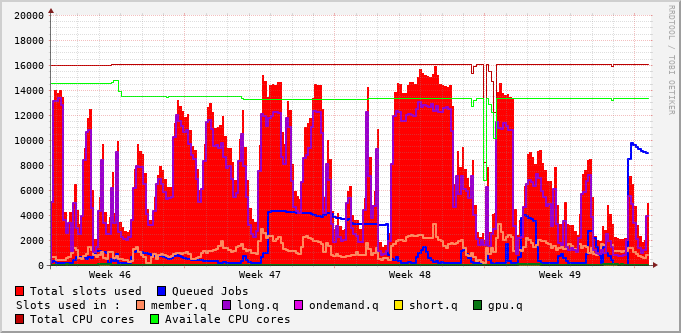 RRDTOOL / TOBI OETIKER
20000
18000
16000
14000
12000
10000
8000
6000
4000
2000
0
Week 46 Week 47 Week 48 Week 49
Total slots used Queued Jobs
Slots used in : member.q long.q ondemand.q short.q gpu.q
Total CPU cores Availale CPU cores